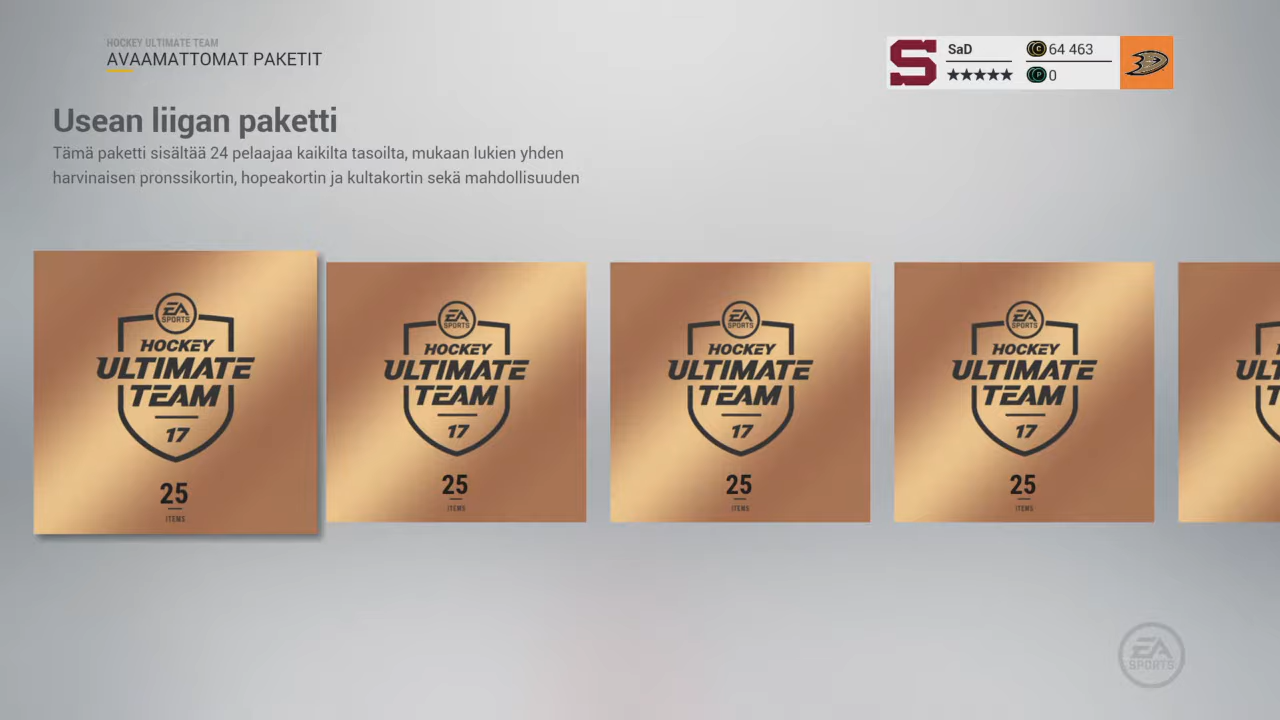 HOCKEY ULTIMATE TEAM
AVAAMATTOMAT PAKETIT
SaD
64 463
0
Usean liigan paketti
Tämä paketti sisältää 24 pelaajaa kaikilta tasoilta, mukaan lukien yhden
harvinaisen pronssikortin, hopeakortin ja kultakortin sekä mahdollisuuden
EA
SPORTS
HOCKEY
ULTIMATE
TEAM
17
25
ITEMS
EA
SPORTS
HOCKEY
ULTIMATE
TEAM
17
25
ITEMS
EA
SPORTS
HOCKEY
ULTIMATE
TEAM
17
25
ITEMS
EA
SPORTS
HOCKEY
ULTIMATE
TEAM
17
25
ITEMS
EA
SPORTS